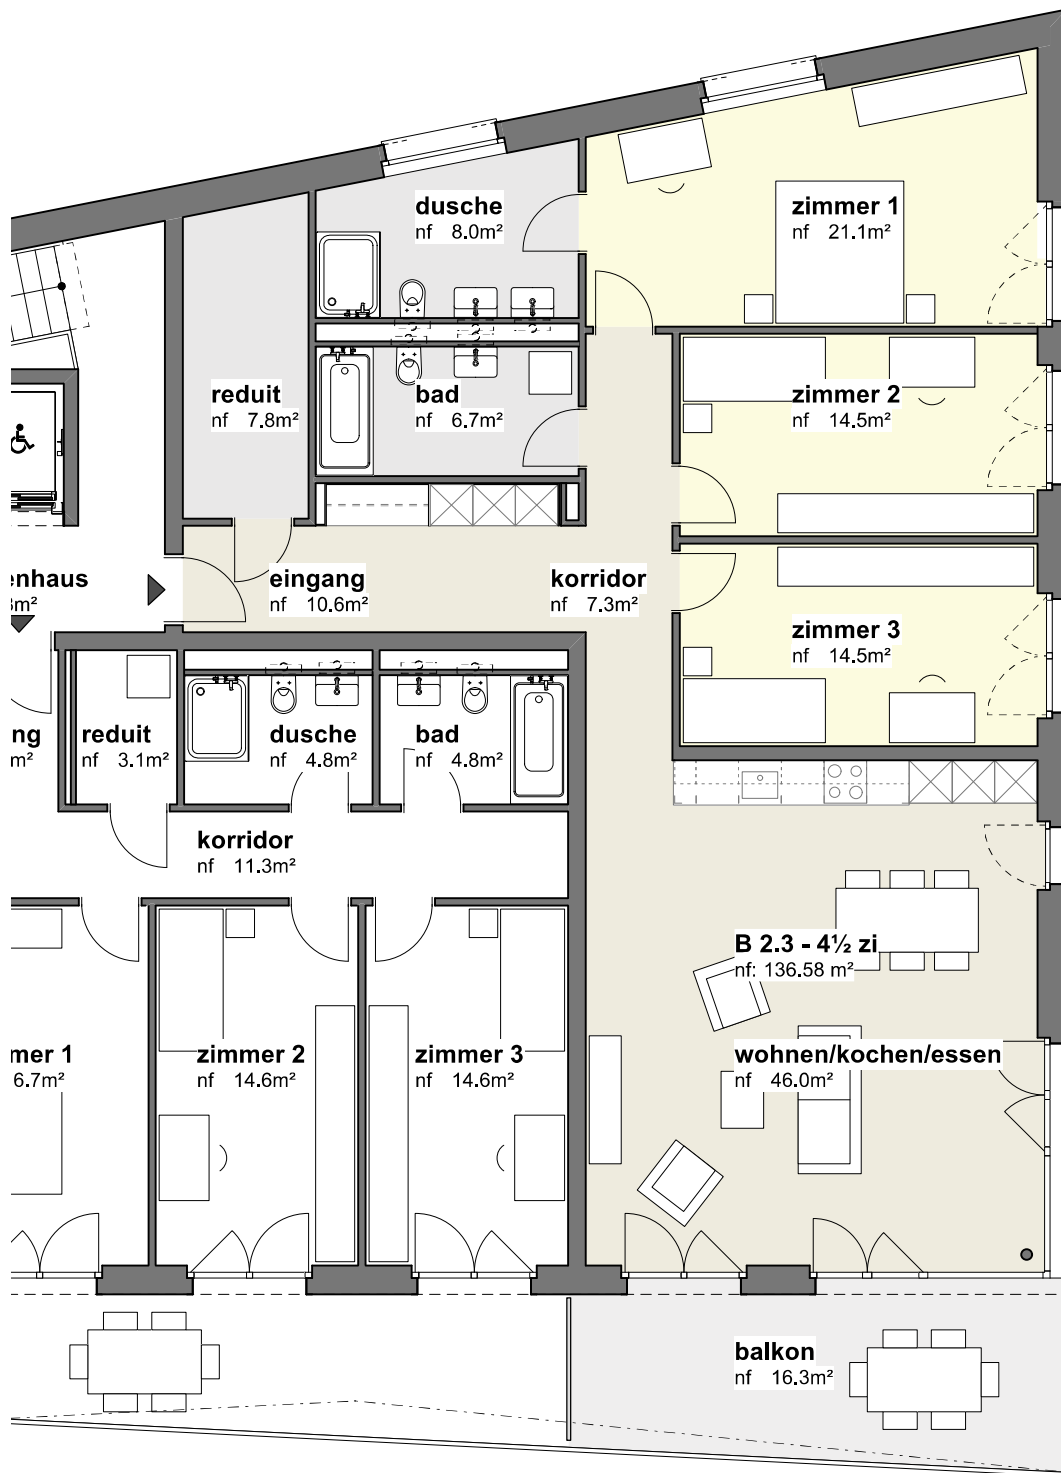 dusche
nf 8.0m²
zimmer 1
nf 21.1m²
reduit
nf 7.8m²
bad
nf 6.7m²
zimmer 2
nf 14.5m²
enhaus
m²
eingang
nf 10.6m²
korridor
nf 7.3m²
zimmer 3
nf 14.5m²
ng
m²
reduit
nf 3.1m²
dusche
nf 4.8m²
bad
nf 4.8m²
korridor
nf 11.3m²
B 2.3 - 4½ zi
nf: 136.58 m²
mer 1
6.7m²
zimmer 2
nf 14.6m²
zimmer 3
nf 14.6m²
wohnen/kochen/essen
nf 46.0m²
balkon
nf 16.3m²